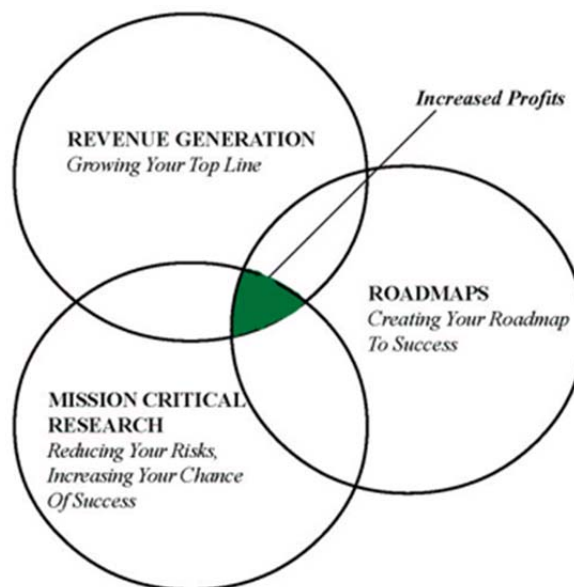 Increased Profits
REVENUE GENERATION
Growing Your Top Line
ROADMAPS
Creating Your Roadmap
To Success
MISSION CRITICAL
RESEARCH
Reducing Your Risks,
Increasing Your Chance
Of Success